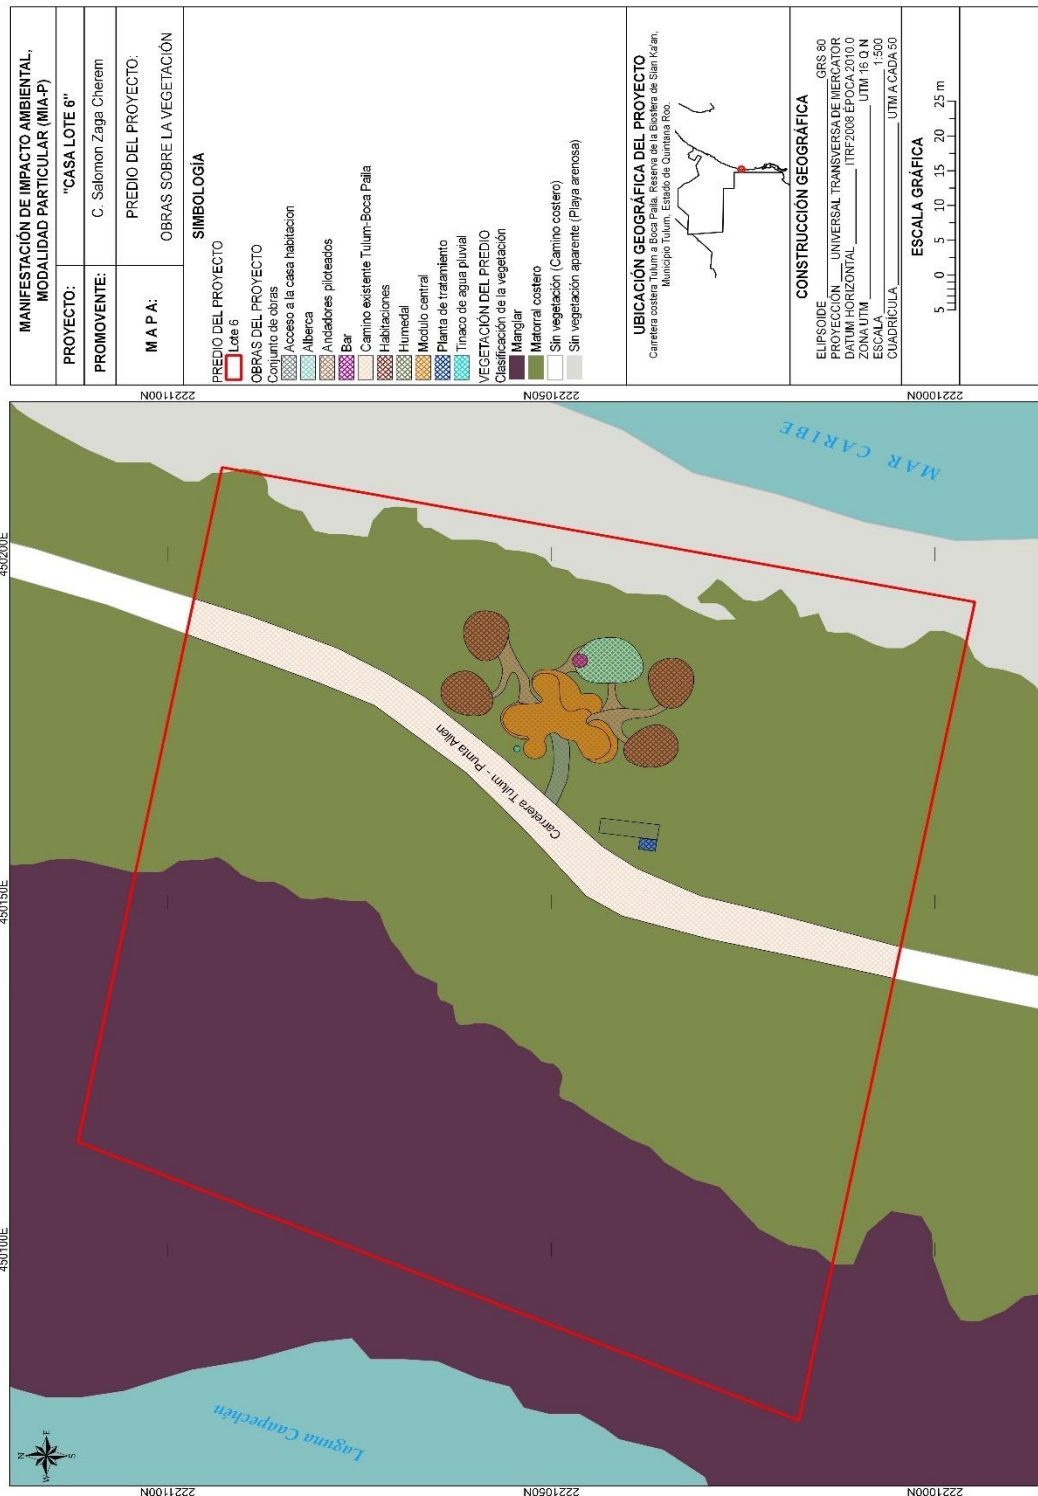 MANIFESTACIÓN DE IMPACTO AMBIENTAL,
MODALIDAD PARTICULAR (MIA-P)
PROYECTO:
"CASA LOTE 6"
PROMOVENTE:
C. Salomon Zaga Cherem
M A P A:
PREDIO DEL PROYECTO:
OBRAS SOBRE LA VEGETACIÓN
SIMBOLOGÍA
PREDIO DEL PROYECTO
Lote 6
OBRAS DEL PROYECTO
Conjunto de obras
Acceso a la casa habitacion
Alberca
Andadores piloteados
Bar
Camino existente Tulum-Boca Paila
Habitaciones
Humedal
Modulo central
Planta de tratamiento
Tinaco de agua pluvial
VEGETACIÓN DEL PREDIO
Clasificación de la vegetación
Manglar
Matorral costero
Sin vegetación (Camino costero)
Sin vegetación aparente (Playa arenosa)
UBICACIÓN GEOGRÁFICA DEL PROYECTO
Carretera costera Tulum a Boca Paila, Reserva de la Biosfera de Sian Ka'an,
Municipio Tulum, Estado de Quintana Roo.
CONSTRUCCIÓN GEOGRÁFICA
ELIPSOIDE GRS 80
PROYECCIÓN UNIVERSAL TRANSVERSA DE MERCATOR
DATUM HORIZONTAL ITRF2008 ÉPOCA 2010.0
ZONA UTM UTM 16 Q N
ESCALA 1:500
CUADRÍCULA UTM A CADA 50
ESCALA GRÁFICA
5 0 5 10 15 20 25 m
450100E
450150E
450200E
2221100N
2221050N
2221000N
2221100N
2221050N
2221000N
N
W E
S
Laguna Caapechén
Carretera Tulum - Punta Allen
MAR CARIBE